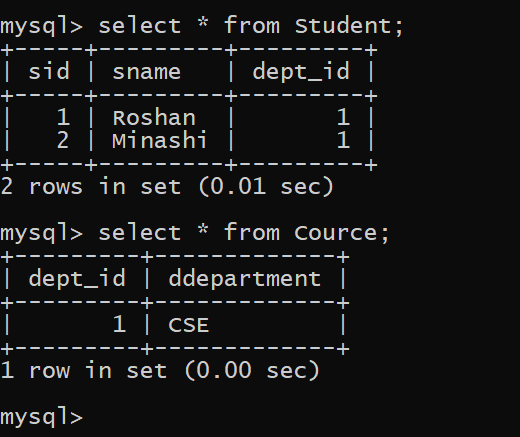 mysql> select * from Student;
+-----+---------+---------+
| sid | sname   | dept_id |
+-----+---------+---------+
|   1 | Roshan  |       1 |
|   2 | Minashi |       1 |
+-----+---------+---------+
2 rows in set (0.01 sec)

mysql> select * from Cource;
+---------+-------------+
| dept_id | ddepartment |
+---------+-------------+
|       1 | CSE         |
+---------+-------------+
1 row in set (0.00 sec)

mysql>